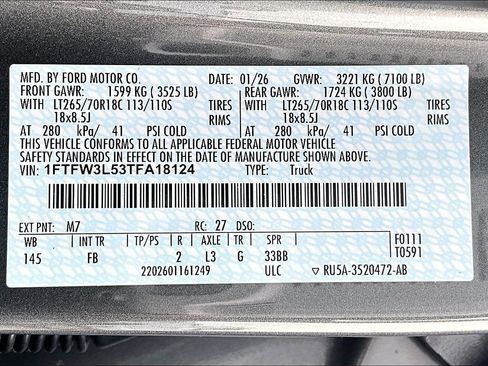 MFD. BY FORD MOTOR CO. 01/26 GVWR: 3221 KG (7100 LB)
FRONT GAWR: 1599 KG (3525 LB) REAR GAWR: 1724 KG (3800 LB)
WITH LT265/70R18C 113/110S TIRES WITH LT265/70R18C 113/110S TIRES
18x8.5J RIMS 18x8.5J RIMS
AT 280 kPa/ 41 PSI COLD AT 280 kPa/ 41 PSI COLD
THIS VEHICLE CONFORMS TO ALL APPLICABLE FEDERAL MOTOR VEHICLE
SAFETY STANDARDS IN EFFECT ON THE DATE OF MANUFACTURE SHOWN ABOVE.
VIN: 1FTFW3L53TFA18124 TYPE: Truck
EXT PNT: M7 RC: 27 DSO:
WB INT TR TP/PS R AXLE TR SPR F0111
145 FB 2 L3 G 33BB T0591
2202601161249 ULC ▽ RU5A-3520472-AB